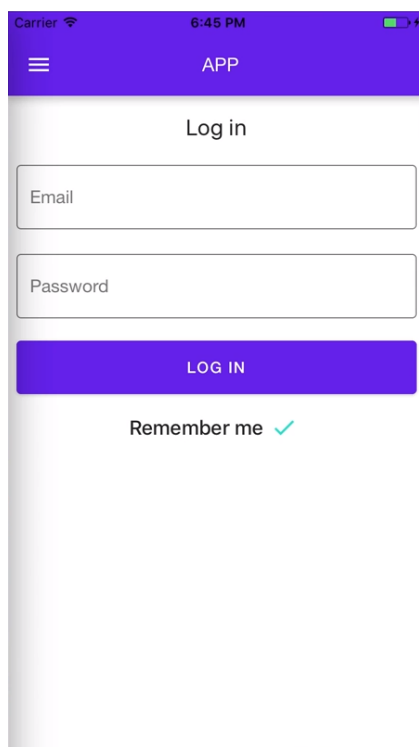 Carrier 6:45 PM
APP
Log in
Email
Password
LOG IN
Remember me